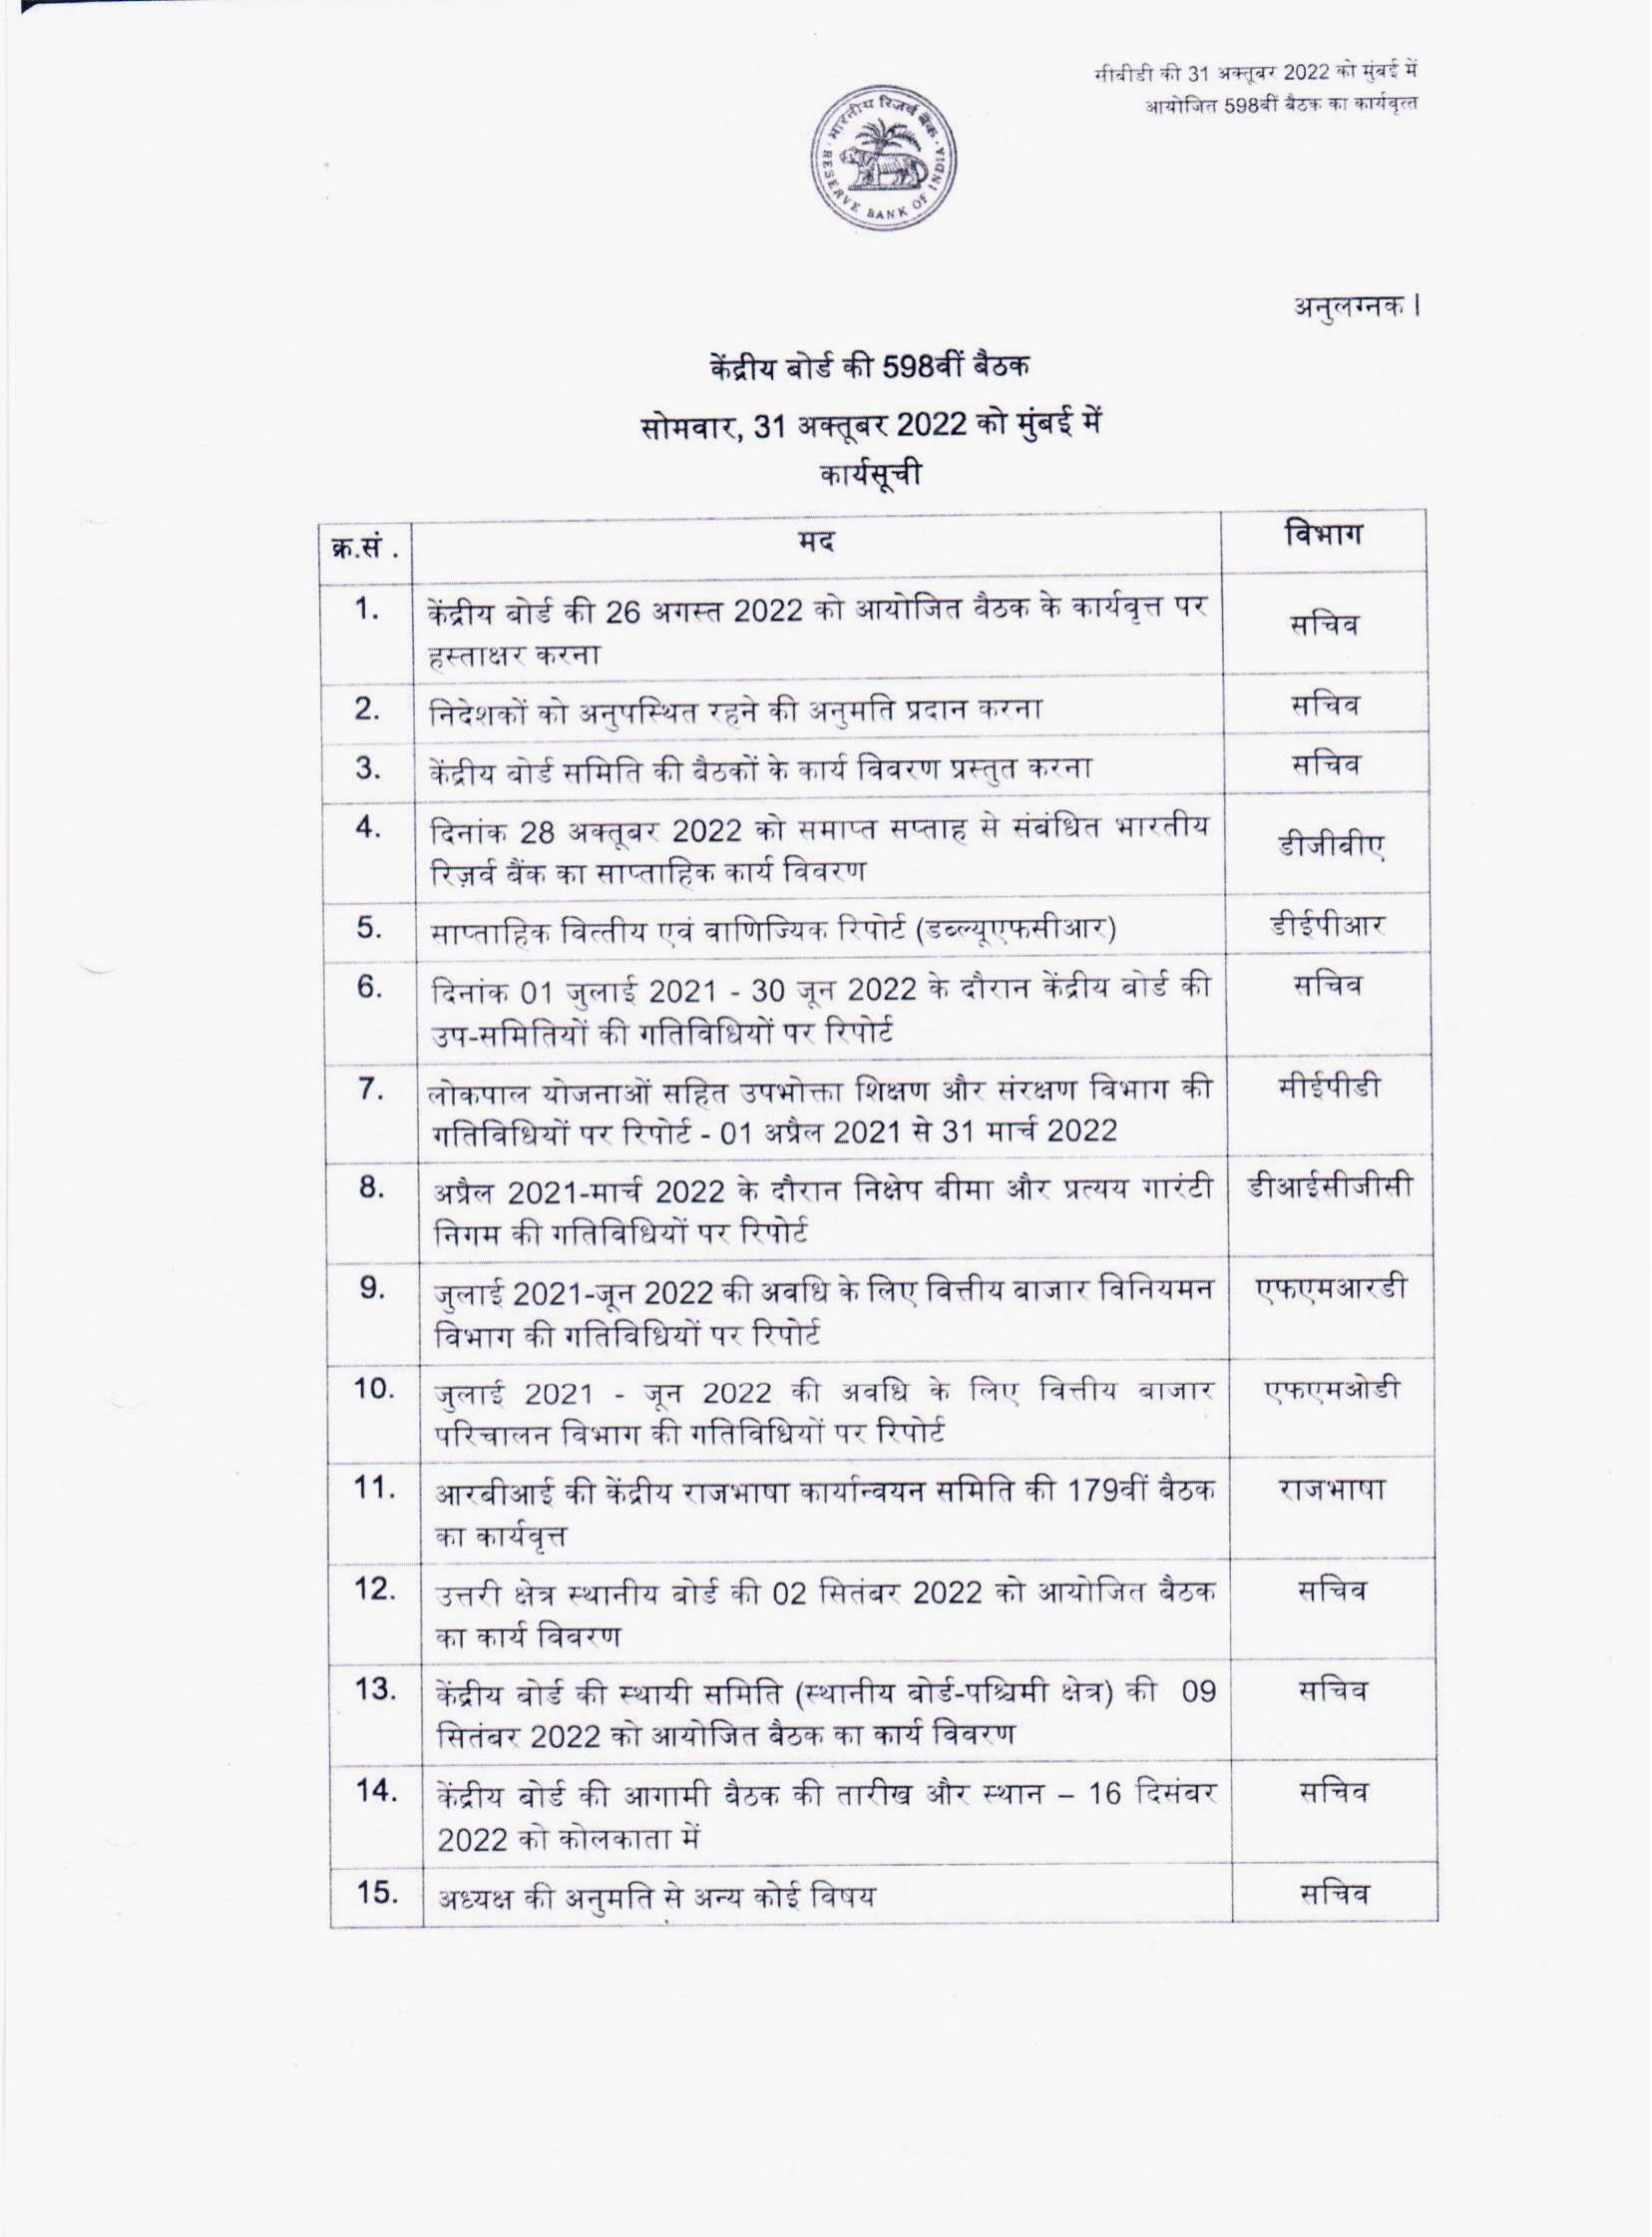 सीबीडी की 31 अक्तूबर 2022 को मुंबई में
आयोजित 598वीं बैठक का कार्यवृत्त
भारतीय रिज़र्व बैंक
RESERVE BANK OF INDIA
अनुलग्नक I
केंद्रीय बोर्ड की 598वीं बैठक
सोमवार, 31 अक्तूबर 2022 को मुंबई में
कार्यसूची
क्र.सं . मद विभाग
1. केंद्रीय बोर्ड की 26 अगस्त 2022 को आयोजित बैठक के कार्यवृत्त पर
हस्ताक्षर करना सचिव
2. निदेशकों को अनुपस्थित रहने की अनुमति प्रदान करना सचिव
3. केंद्रीय बोर्ड समिति की बैठकों के कार्य विवरण प्रस्तुत करना सचिव
4. दिनांक 28 अक्तूबर 2022 को समाप्त सप्ताह से संबंधित भारतीय
रिज़र्व बैंक का साप्ताहिक कार्य विवरण डीजीबीए
5. साप्ताहिक वित्तीय एवं वाणिज्यिक रिपोर्ट (डब्ल्यूएफसीआर) डीईपीआर
6. दिनांक 01 जुलाई 2021 - 30 जून 2022 के दौरान केंद्रीय बोर्ड की सचिव
उप-समितियों की गतिविधियों पर रिपोर्ट
7. लोकपाल योजनाओं सहित उपभोक्ता शिक्षण और संरक्षण विभाग की सीईपीडी
गतिविधियों पर रिपोर्ट - 01 अप्रैल 2021 से 31 मार्च 2022
8. अप्रैल 2021-मार्च 2022 के दौरान निक्षेप बीमा और प्रत्यय गारंटी डीआईसीजीसी
निगम की गतिविधियों पर रिपोर्ट
9. जुलाई 2021-जून 2022 की अवधि के लिए वित्तीय बाजार विनियमन एफएमआरडी
विभाग की गतिविधियों पर रिपोर्ट
10. जुलाई 2021 - जून 2022 की अवधि के लिए वित्तीय बाजार एफएमओडी
परिचालन विभाग की गतिविधियों पर रिपोर्ट
11. आरबीआई की केंद्रीय राजभाषा कार्यान्वयन समिति की 179वीं बैठक राजभाषा
का कार्यवृत्त
12. उत्तरी क्षेत्र स्थानीय बोर्ड की 02 सितंबर 2022 को आयोजित बैठक सचिव
का कार्य विवरण
13. केंद्रीय बोर्ड की स्थायी समिति (स्थानीय बोर्ड-पश्चिमी क्षेत्र) की 09 सचिव
सितंबर 2022 को आयोजित बैठक का कार्य विवरण
14. केंद्रीय बोर्ड की आगामी बैठक की तारीख और स्थान – 16 दिसंबर सचिव
2022 को कोलकाता में
15. अध्यक्ष की अनुमति से अन्य कोई विषय सचिव